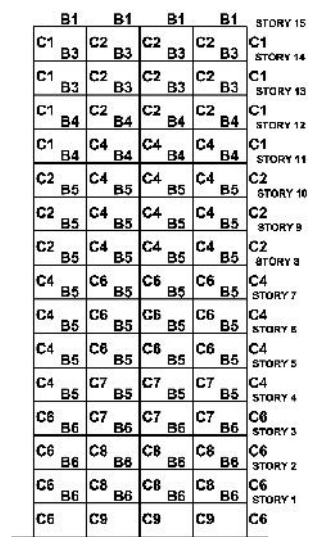 B1 B1 B1 B1 STORY 15
C1 C2 C2 C2 C1
B3 B3 B3 B3 STORY 14
C1 C2 C2 C2 C1
B3 B3 B3 B3 STORY 13
C1 C2 C2 C2 C1
B4 B4 B4 B4 STORY 12
C1 C4 C4 C4 C1
B4 B4 B4 B4 STORY 11
C2 C4 C4 C4 C2
B5 B5 B5 B5 STORY 10
C2 C4 C4 C4 C2
B5 B5 B5 B5 STORY 9
C2 C4 C4 C4 C2
B5 B5 B5 B5 STORY 8
C4 C6 C6 C6 C4
B5 B5 B5 B5 STORY 7
C4 C6 C6 C6 C4
B5 B5 B5 B5 STORY 6
C4 C6 C6 C6 C4
B5 B5 B5 B5 STORY 5
C4 C7 C7 C7 C4
B5 B5 B5 B5 STORY 4
C6 C7 C7 C7 C6
B6 B6 B6 B6 STORY 3
C6 C8 C8 C8 C6
B6 B6 B6 B6 STORY 2
C6 C8 C8 C8 C6
B6 B6 B6 B6 STORY 1
C6 C9 C9 C9 C6